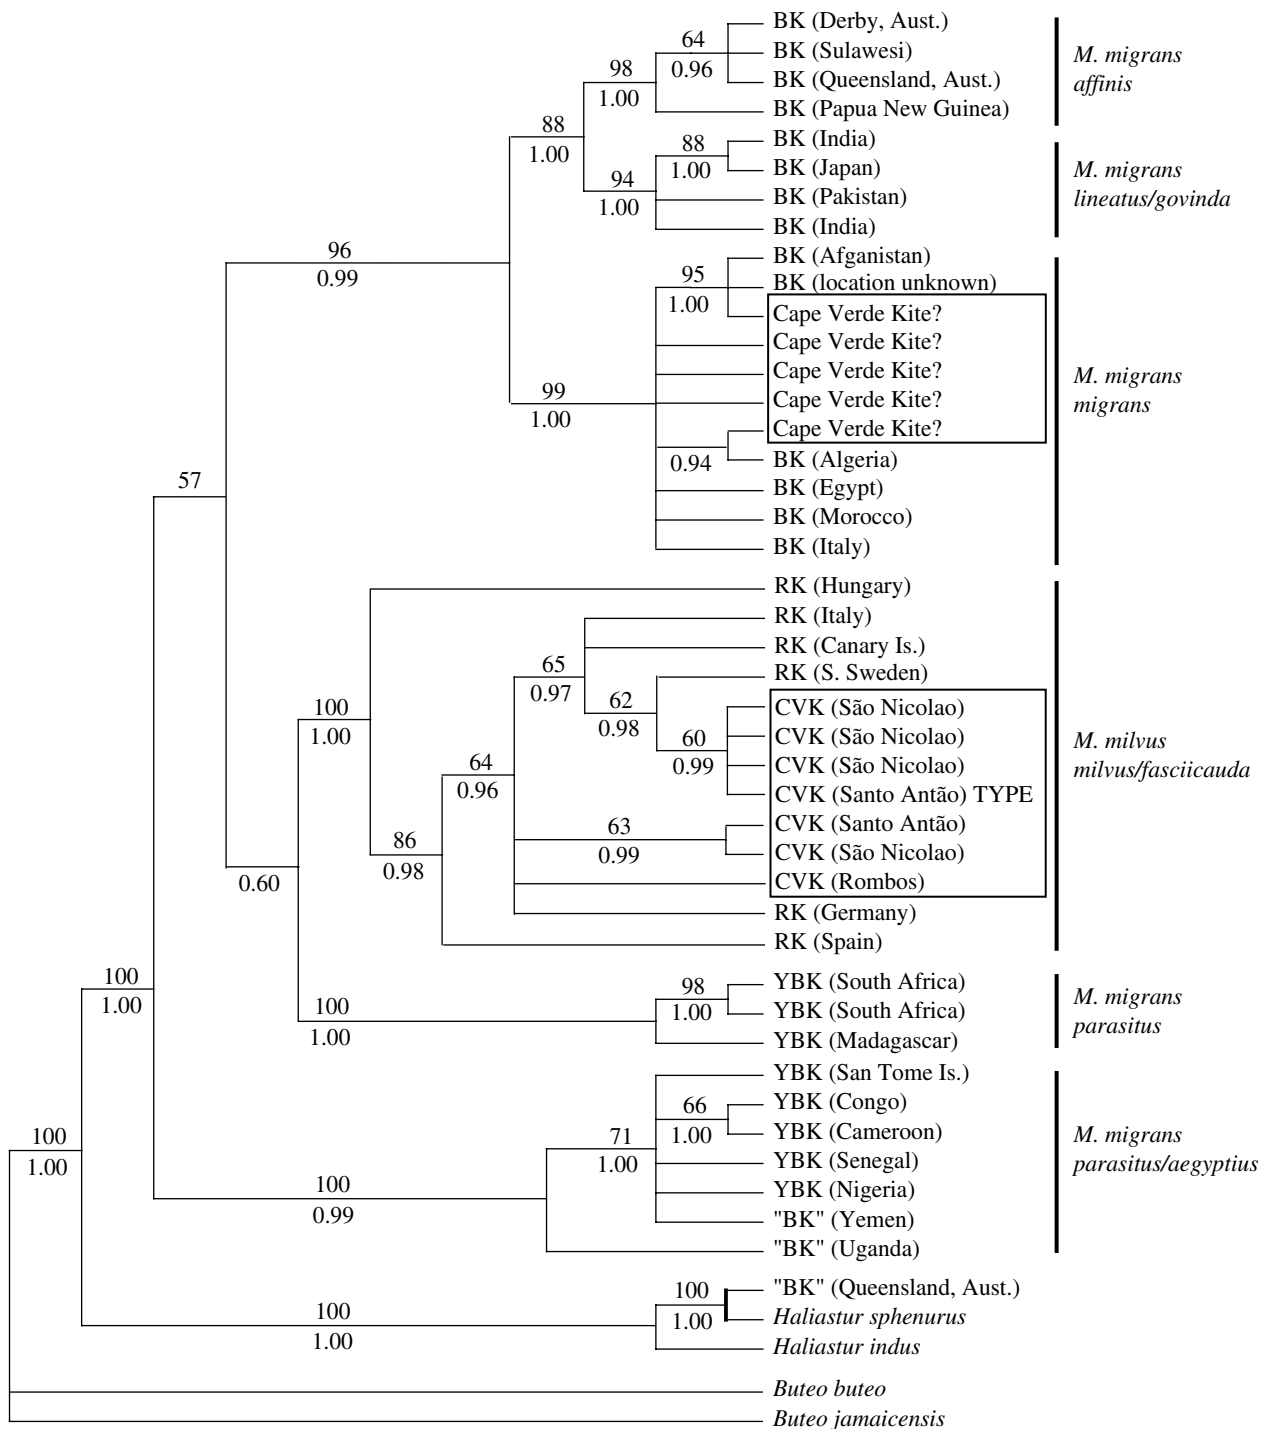 BK (Derby, Aust.)
64
BK (Sulawesi)
0.96
98
BK (Queensland, Aust.)
1.00
BK (Papua New Guinea)
M. migrans
affinis
88
1.00
BK (India)
88
BK (Japan)
1.00
94
BK (Pakistan)
1.00
BK (India)
M. migrans
lineatus/govinda
96
0.99
BK (Afganistan)
95
BK (location unknown)
1.00
Cape Verde Kite?
Cape Verde Kite?
Cape Verde Kite?
Cape Verde Kite?
Cape Verde Kite?
99
1.00
0.94
BK (Algeria)
BK (Egypt)
BK (Morocco)
BK (Italy)
M. migrans
migrans
57
RK (Hungary)
RK (Italy)
RK (Canary Is.)
65
RK (S. Sweden)
0.97
62
0.98
CVK (São Nicolao)
CVK (São Nicolao)
60
CVK (São Nicolao)
0.99
CVK (Santo Antão) TYPE
100
1.00
64
0.96
CVK (Santo Antão)
63
CVK (São Nicolao)
0.99
86
0.98
CVK (Rombos)
RK (Germany)
RK (Spain)
M. milvus
milvus/fasciicauda
0.60
100
1.00
98
YBK (South Africa)
1.00
YBK (South Africa)
100
1.00
YBK (Madagascar)
M. migrans
parasitus
YBK (San Tome Is.)
66
YBK (Congo)
1.00
YBK (Cameroon)
71
1.00
YBK (Senegal)
YBK (Nigeria)
"BK" (Yemen)
"BK" (Uganda)
M. migrans
parasitus/aegyptius
100
1.00
100
0.99
100
"BK" (Queensland, Aust.)
1.00
Haliastur sphenurus
100
1.00
Haliastur indus
Buteo buteo
Buteo jamaicensis